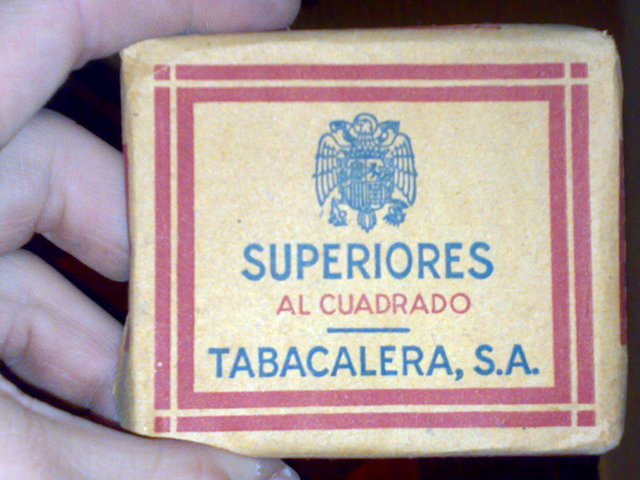 SUPERIORES
AL CUADRADO
TABACALERA, S.A.